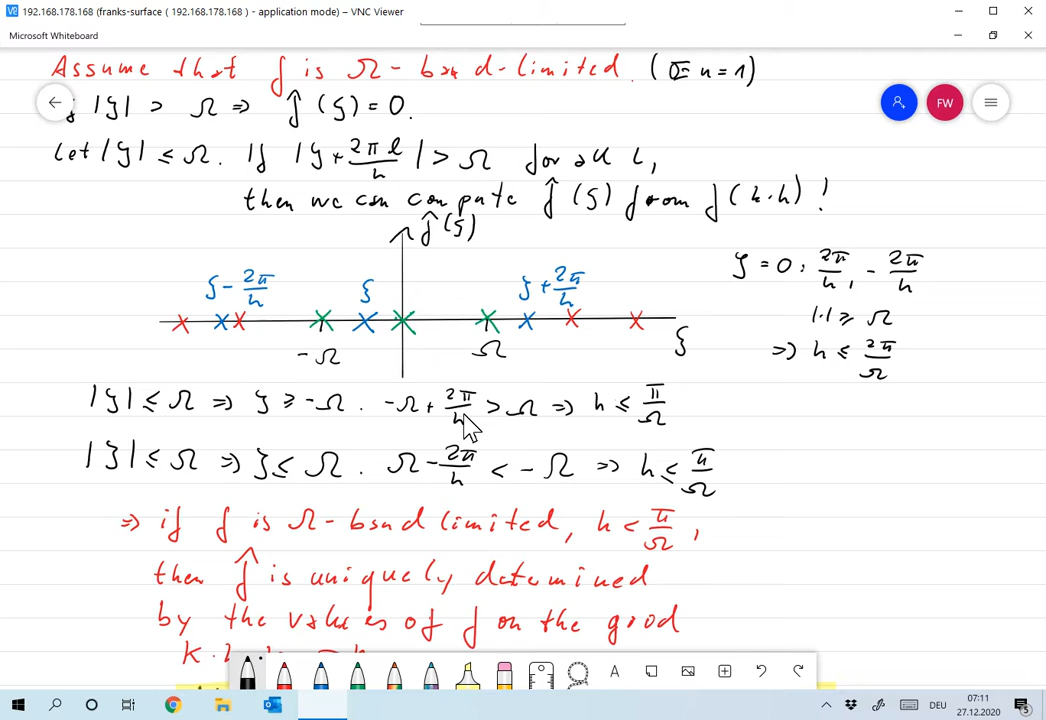 192.168.178.168 (franks-surface ( 192.168.178.168 ) - application mode) – VNC Viewer
Microsoft Whiteboard
Assume that f is Ω-band-limited. (n=1)
|ξ| > Ω ⇒ f̂(ξ) = 0.
FW
Let |ξ| ≤ Ω. If |ξ + 2πl/h| > Ω for all l,
then we can compute f̂(ξ) from f(k·h)!
f̂(ξ)
ξ = 0, 2π/h, - 2π/h
ξ - 2π/h ξ ξ + 2π/h
|·| ≥ Ω
-Ω Ω ξ
⇒ h ≤ 2π/Ω
|ξ| ≤ Ω ⇒ ξ ≥ -Ω. -Ω + 2π/h > Ω ⇒ h ≤ π/Ω
|ξ| ≤ Ω ⇒ ξ ≤ Ω. Ω - 2π/h < -Ω ⇒ h ≤ π/Ω
⇒ if f is Ω-band limited, h < π/Ω,
then f̂ is uniquely determined
by the values of f on the grid
07:11
DEU
27.12.2020
5